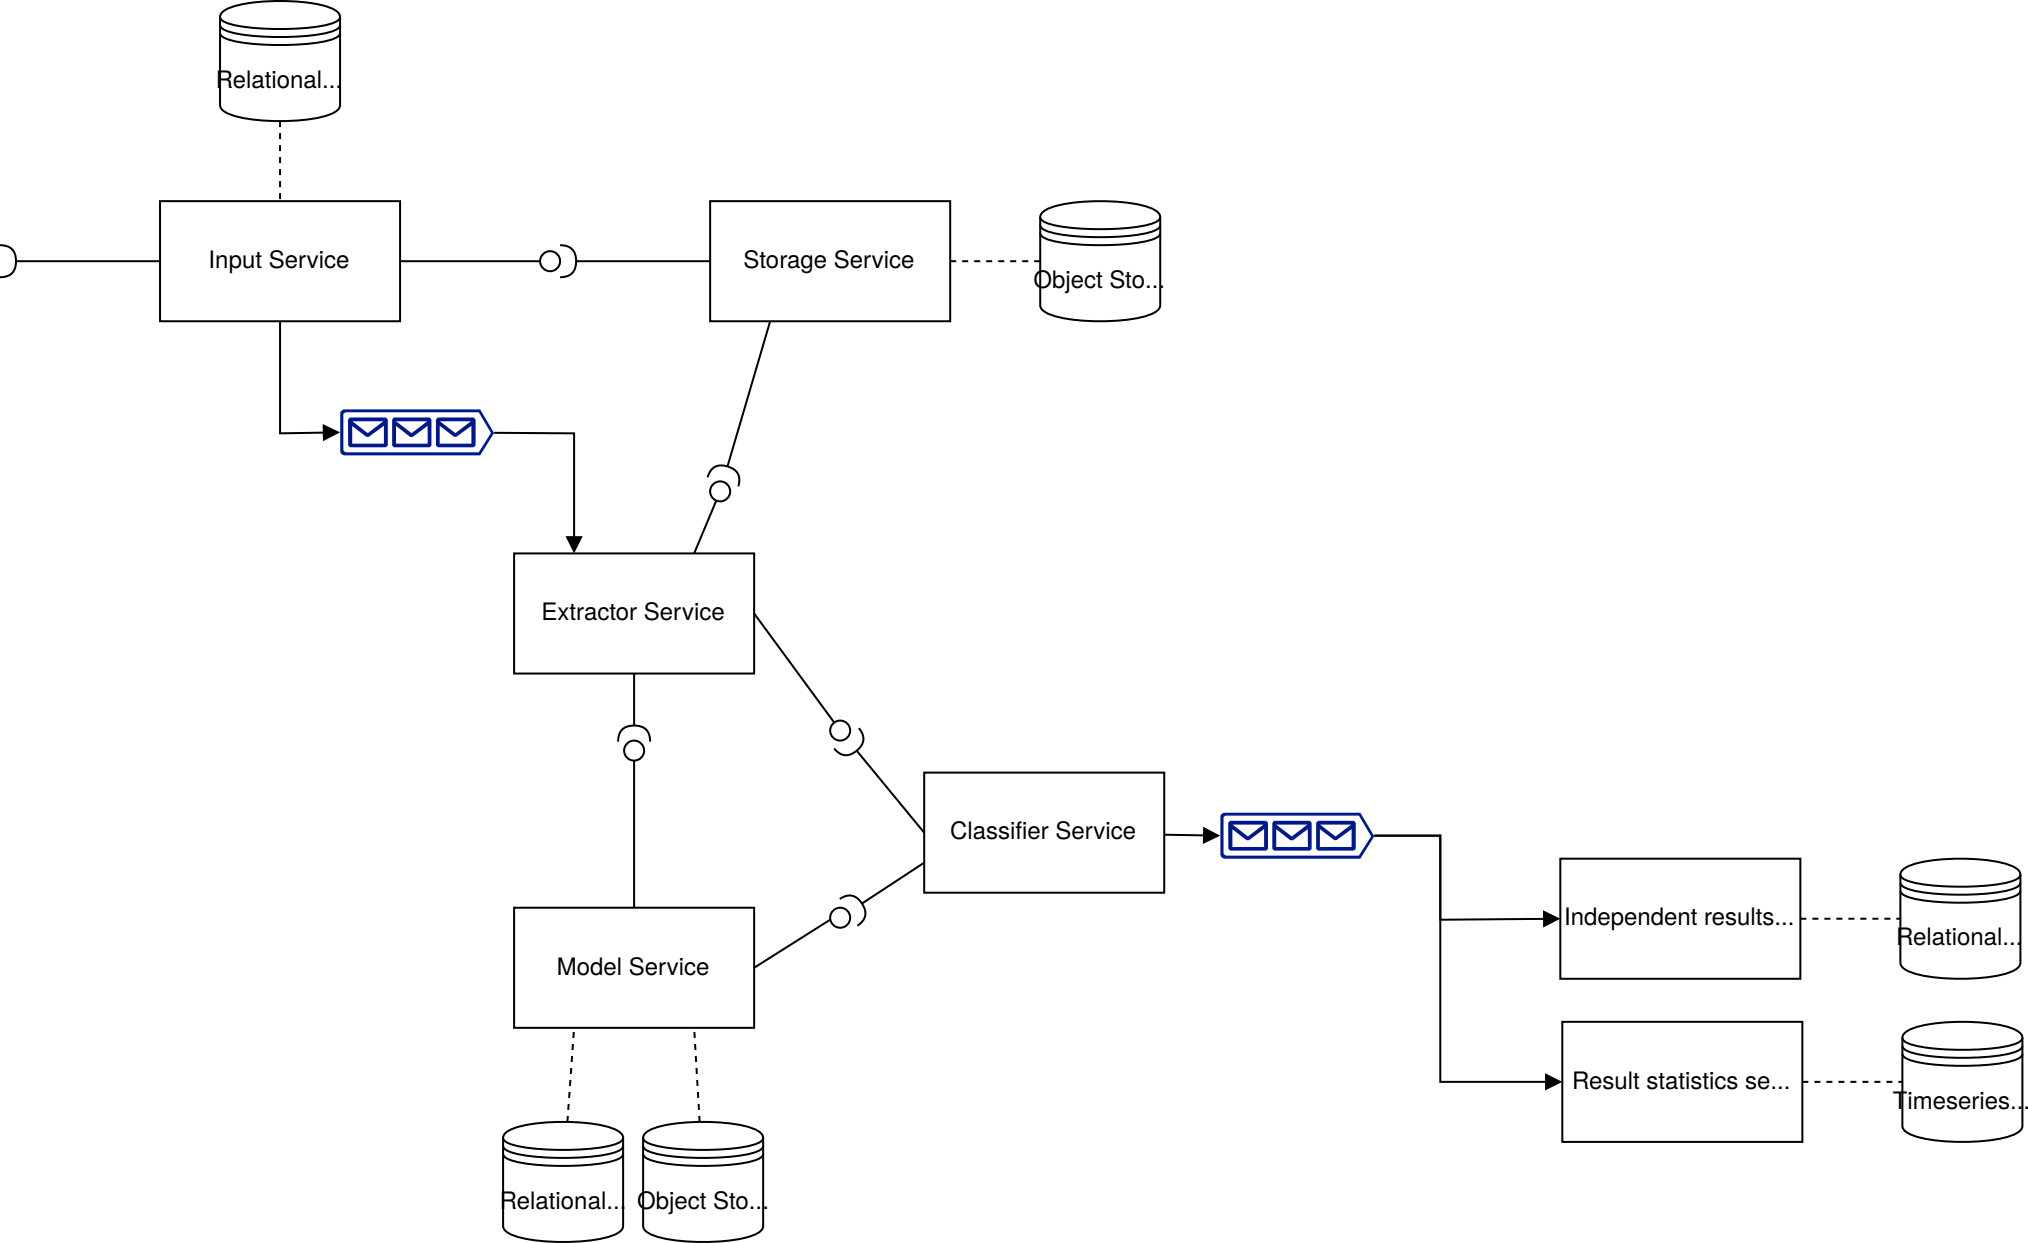 Relational...
Input Service
Storage Service
Object Sto...
Extractor Service
Classifier Service
Independent results...
Relational...
Model Service
Result statistics se...
Timeseries...
Relational...
Object Sto...